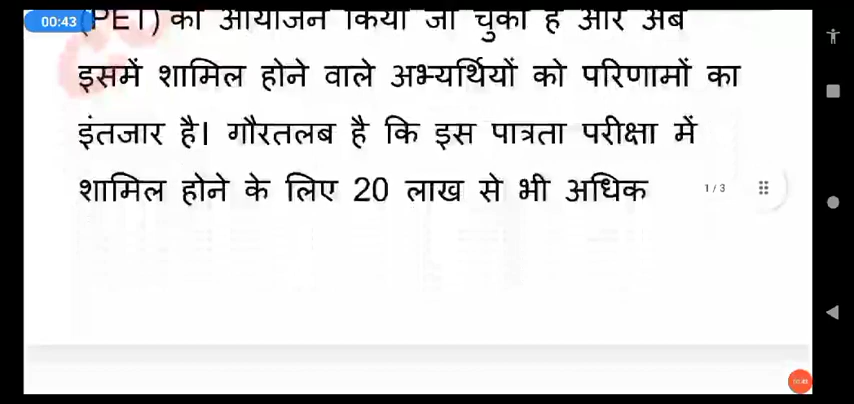 00:43
(PET) का आयोजन किया जा चुका है और अब
इसमें शामिल होने वाले अभ्यर्थियों को परिणामों का
इंतजार है। गौरतलब है कि इस पात्रता परीक्षा में
शामिल होने के लिए 20 लाख से भी अधिक
1/3